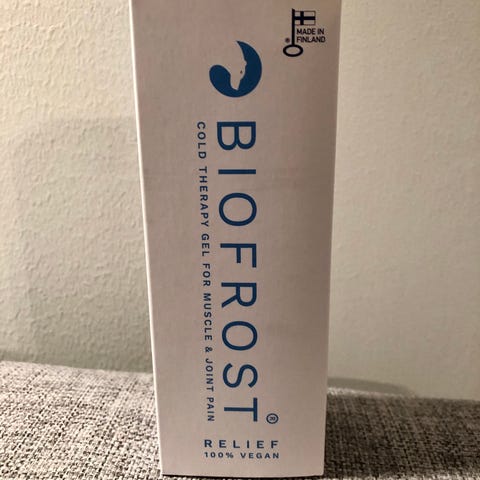 MADE IN
FINLAND
BIOFROST
COLD THERAPY GEL FOR MUSCLE & JOINT PAIN
RELIEF
100% VEGAN